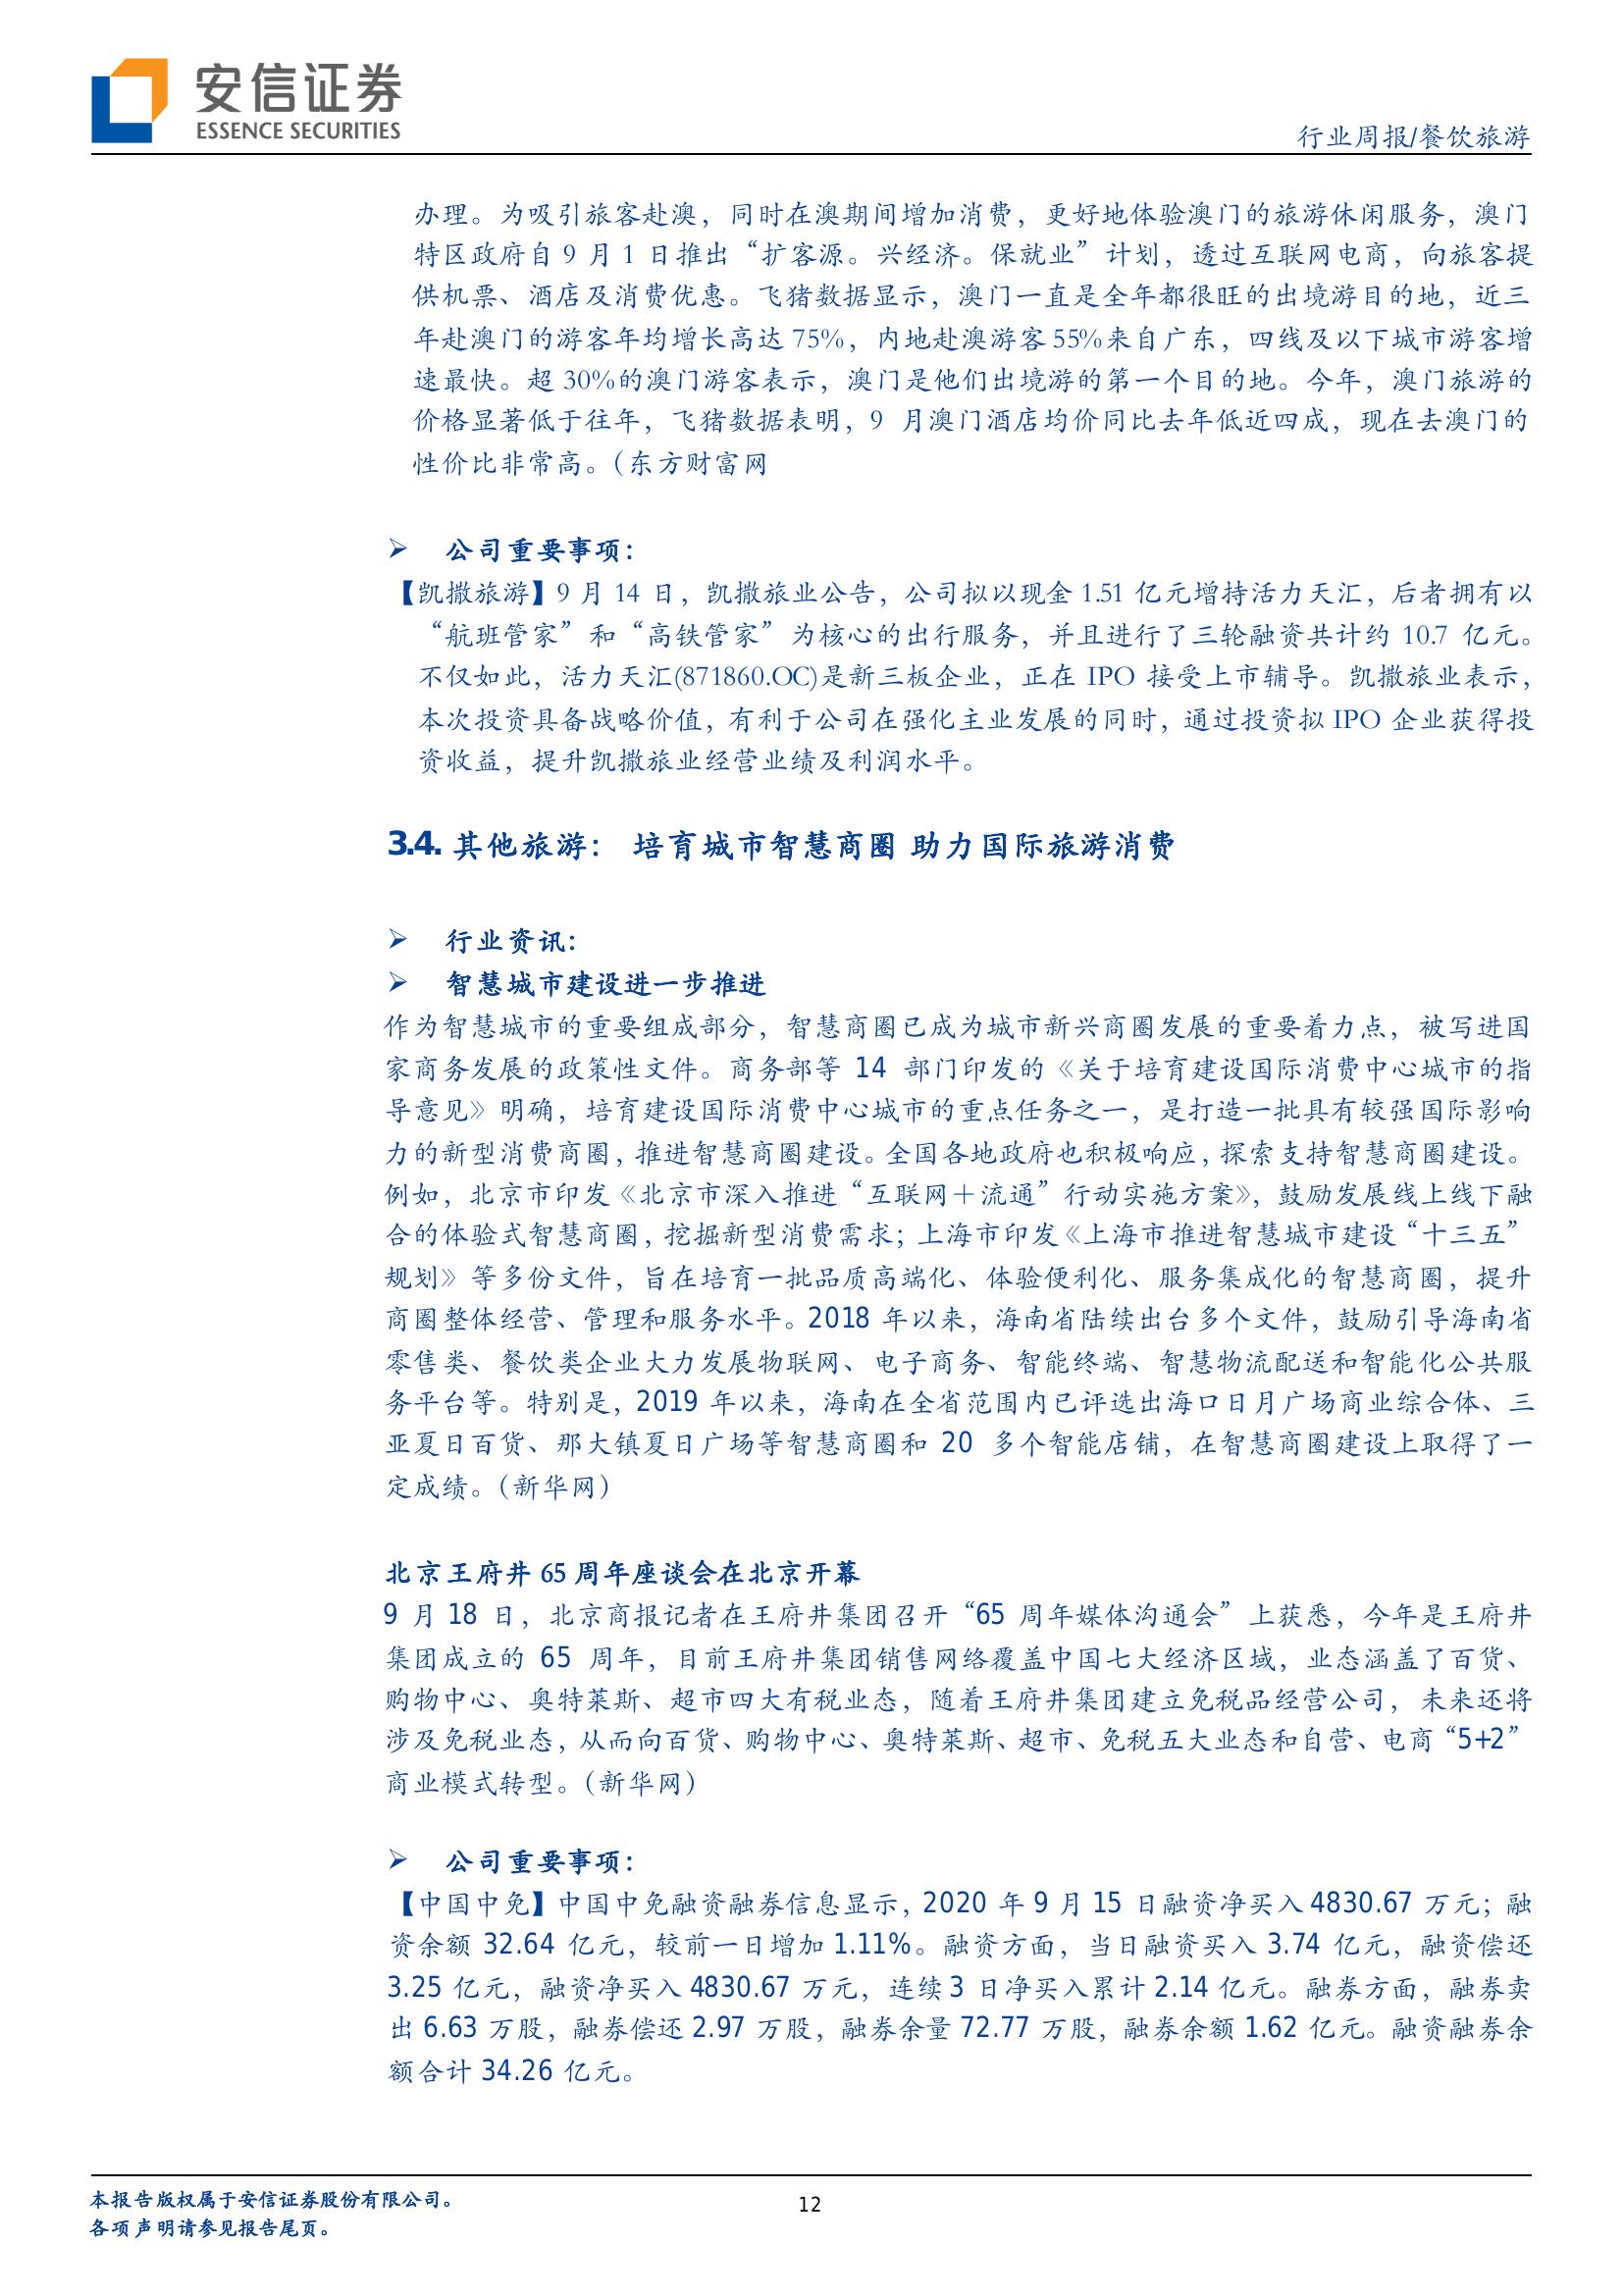 安信证券
ESSENCE SECURITIES
行业周报/餐饮旅游
办理。为吸引旅客赴澳，同时在澳期间增加消费，更好地体验澳门的旅游休闲服务，澳门
特区政府自 9 月 1 日推出“扩客源。兴经济。保就业”计划，透过互联网电商，向旅客提
供机票、酒店及消费优惠。飞猪数据显示，澳门一直是全年都很旺的出境游目的地，近三
年赴澳门的游客年均增长高达 75%，内地赴澳游客 55%来自广东，四线及以下城市游客增
速最快。超 30%的澳门游客表示，澳门是他们出境游的第一个目的地。今年，澳门旅游的
价格显著低于往年，飞猪数据表明，9 月澳门酒店均价同比去年低近四成，现在去澳门的
性价比非常高。（东方财富网
➢ 公司重要事项：
【凯撒旅游】9 月 14 日，凯撒旅业公告，公司拟以现金 1.51 亿元增持活力天汇，后者拥有以
“航班管家”和“高铁管家”为核心的出行服务，并且进行了三轮融资共计约 10.7 亿元。
不仅如此，活力天汇(871860.OC)是新三板企业，正在 IPO 接受上市辅导。凯撒旅业表示，
本次投资具备战略价值，有利于公司在强化主业发展的同时，通过投资拟 IPO 企业获得投
资收益，提升凯撒旅业经营业绩及利润水平。
3.4. 其他旅游： 培育城市智慧商圈 助力国际旅游消费
➢ 行业资讯：
➢ 智慧城市建设进一步推进
作为智慧城市的重要组成部分，智慧商圈已成为城市新兴商圈发展的重要着力点，被写进国
家商务发展的政策性文件。商务部等 14 部门印发的《关于培育建设国际消费中心城市的指
导意见》明确，培育建设国际消费中心城市的重点任务之一，是打造一批具有较强国际影响
力的新型消费商圈，推进智慧商圈建设。全国各地政府也积极响应，探索支持智慧商圈建设。
例如，北京市印发《北京市深入推进“互联网＋流通”行动实施方案》，鼓励发展线上线下融
合的体验式智慧商圈，挖掘新型消费需求；上海市印发《上海市推进智慧城市建设“十三五”
规划》等多份文件，旨在培育一批品质高端化、体验便利化、服务集成化的智慧商圈，提升
商圈整体经营、管理和服务水平。2018 年以来，海南省陆续出台多个文件，鼓励引导海南省
零售类、餐饮类企业大力发展物联网、电子商务、智能终端、智慧物流配送和智能化公共服
务平台等。特别是，2019 年以来，海南在全省范围内已评选出海口日月广场商业综合体、三
亚夏日百货、那大镇夏日广场等智慧商圈和 20 多个智能店铺，在智慧商圈建设上取得了一
定成绩。（新华网）
北京王府井 65 周年座谈会在北京开幕
9 月 18 日，北京商报记者在王府井集团召开“65 周年媒体沟通会”上获悉，今年是王府井
集团成立的 65 周年，目前王府井集团销售网络覆盖中国七大经济区域，业态涵盖了百货、
购物中心、奥特莱斯、超市四大有税业态，随着王府井集团建立免税品经营公司，未来还将
涉及免税业态，从而向百货、购物中心、奥特莱斯、超市、免税五大业态和自营、电商“5+2”
商业模式转型。（新华网）
➢ 公司重要事项：
【中国中免】中国中免融资融券信息显示，2020 年 9 月 15 日融资净买入 4830.67 万元；融
资余额 32.64 亿元，较前一日增加 1.11%。融资方面，当日融资买入 3.74 亿元，融资偿还
3.25 亿元，融资净买入 4830.67 万元，连续 3 日净买入累计 2.14 亿元。融券方面，融券卖
出 6.63 万股，融券偿还 2.97 万股，融券余量 72.77 万股，融券余额 1.62 亿元。融资融券余
额合计 34.26 亿元。
本报告版权属于安信证券股份有限公司。
12
各项声明请参见报告尾页。